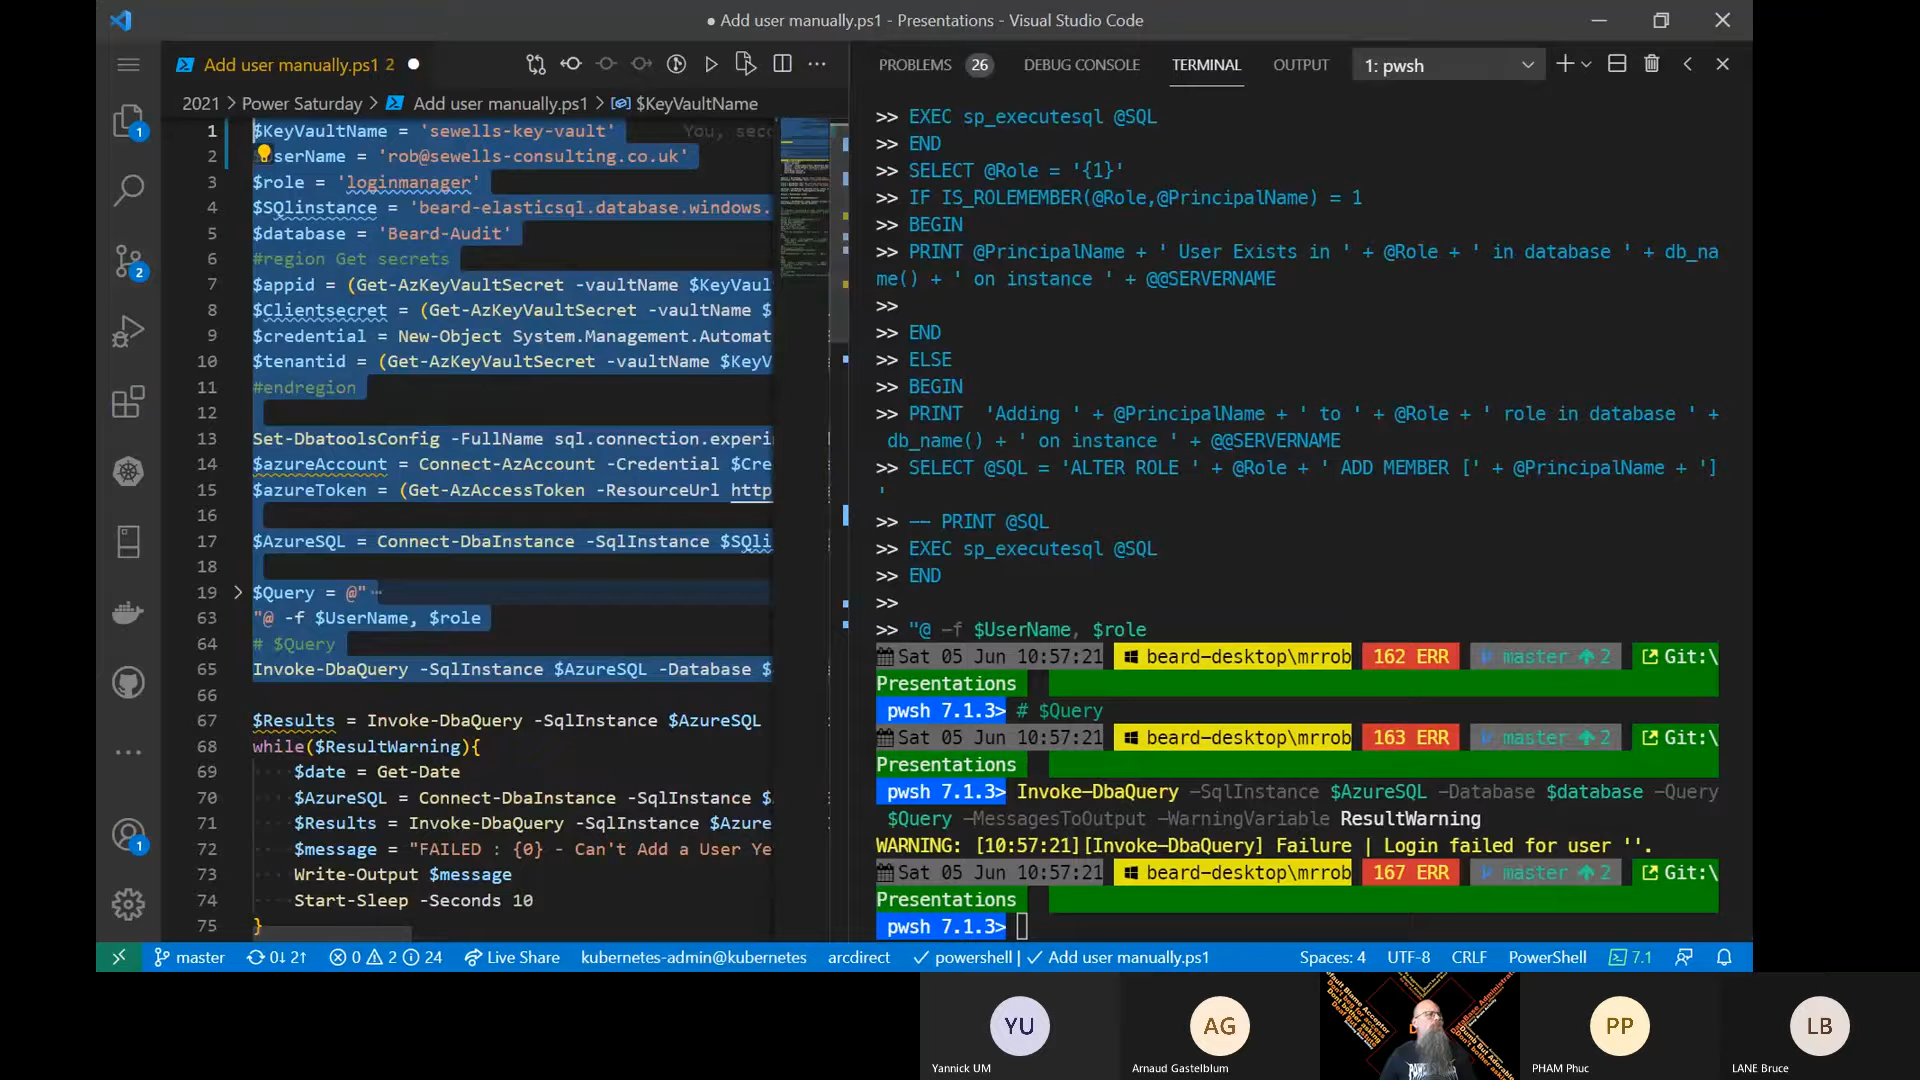 ● Add user manually.ps1 - Presentations - Visual Studio Code
Add user manually.ps1 2
2021 > Power Saturday > Add user manually.ps1 > $KeyVaultName
1 $KeyVaultName = 'sewells-key-vault' You, seco
2 serName = 'rob@sewells-consulting.co.uk'
3 $role = 'loginmanager'
4 $SQlinstance = 'beard-elasticsql.database.windows.
5 $database = 'Beard-Audit'
6 #region Get secrets
7 $appid = (Get-AzKeyVaultSecret -vaultName $KeyVaul
8 $Clientsecret = (Get-AzKeyVaultSecret -vaultName $
9 $credential = New-Object System.Management.Automat
10 $tenantid = (Get-AzKeyVaultSecret -vaultName $KeyV
11 #endregion
12
13 Set-DbatoolsConfig -FullName sql.connection.experi
14 $azureAccount = Connect-AzAccount -Credential $Cre
15 $azureToken = (Get-AzAccessToken -ResourceUrl http
16
17 $AzureSQL = Connect-DbaInstance -SqlInstance $SQli
18
19 $Query = @" ⋯
63 "@ -f $UserName, $role
64 # $Query
65 Invoke-DbaQuery -SqlInstance $AzureSQL -Database $
66
67 $Results = Invoke-DbaQuery -SqlInstance $AzureSQL
68 while($ResultWarning){
69 $date = Get-Date
70 $AzureSQL = Connect-DbaInstance -SqlInstance $
71 $Results = Invoke-DbaQuery -SqlInstance $Azure
72 $message = "FAILED : {0} - Can't Add a User Ye
73 Write-Output $message
74 Start-Sleep -Seconds 10
75 }
PROBLEMS 26 DEBUG CONSOLE TERMINAL OUTPUT 1: pwsh
>> EXEC sp_executesql @SQL
>> END
>> SELECT @Role = '{1}'
>> IF IS_ROLEMEMBER(@Role,@PrincipalName) = 1
>> BEGIN
>> PRINT @PrincipalName + ' User Exists in ' + @Role + ' in database ' + db_na
me() + ' on instance ' + @@SERVERNAME
>>
>> END
>> ELSE
>> BEGIN
>> PRINT 'Adding ' + @PrincipalName + ' to ' + @Role + ' role in database ' +
db_name() + ' on instance ' + @@SERVERNAME
>> SELECT @SQL = 'ALTER ROLE ' + @Role + ' ADD MEMBER [' + @PrincipalName + ']
'
>> -- PRINT @SQL
>> EXEC sp_executesql @SQL
>> END
>>
>> "@ -f $UserName, $role
Sat 05 Jun 10:57:21 beard-desktop\mrrob 162 ERR master ↑2 Git:\
Presentations
pwsh 7.1.3> # $Query
Sat 05 Jun 10:57:21 beard-desktop\mrrob 163 ERR master ↑2 Git:\
Presentations
pwsh 7.1.3> Invoke-DbaQuery -SqlInstance $AzureSQL -Database $database -Query
$Query -MessagesToOutput -WarningVariable ResultWarning
WARNING: [10:57:21][Invoke-DbaQuery] Failure | Login failed for user ''.
Sat 05 Jun 10:57:21 beard-desktop\mrrob 167 ERR master ↑2 Git:\
Presentations
pwsh 7.1.3>
1
2
1
master 0↓ 2↑ 0 2 24 Live Share kubernetes-admin@kubernetes arcdirect ✓ powershell | ✓ Add user manually.ps1 Spaces: 4 UTF-8 CRLF PowerShell 7.1
YU AG PP LB
Yannick UM Arnaud Gastelblum PHAM Phuc LANE Bruce